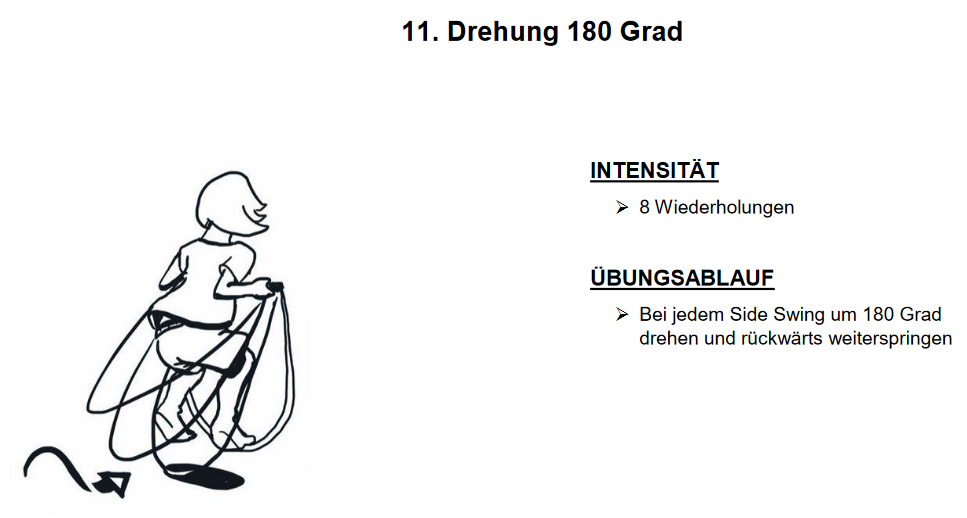 11. Drehung 180 Grad
INTENSITÄT
➢ 8 Wiederholungen
ÜBUNGSABLAUF
➢ Bei jedem Side Swing um 180 Grad
drehen und rückwärts weiterspringen